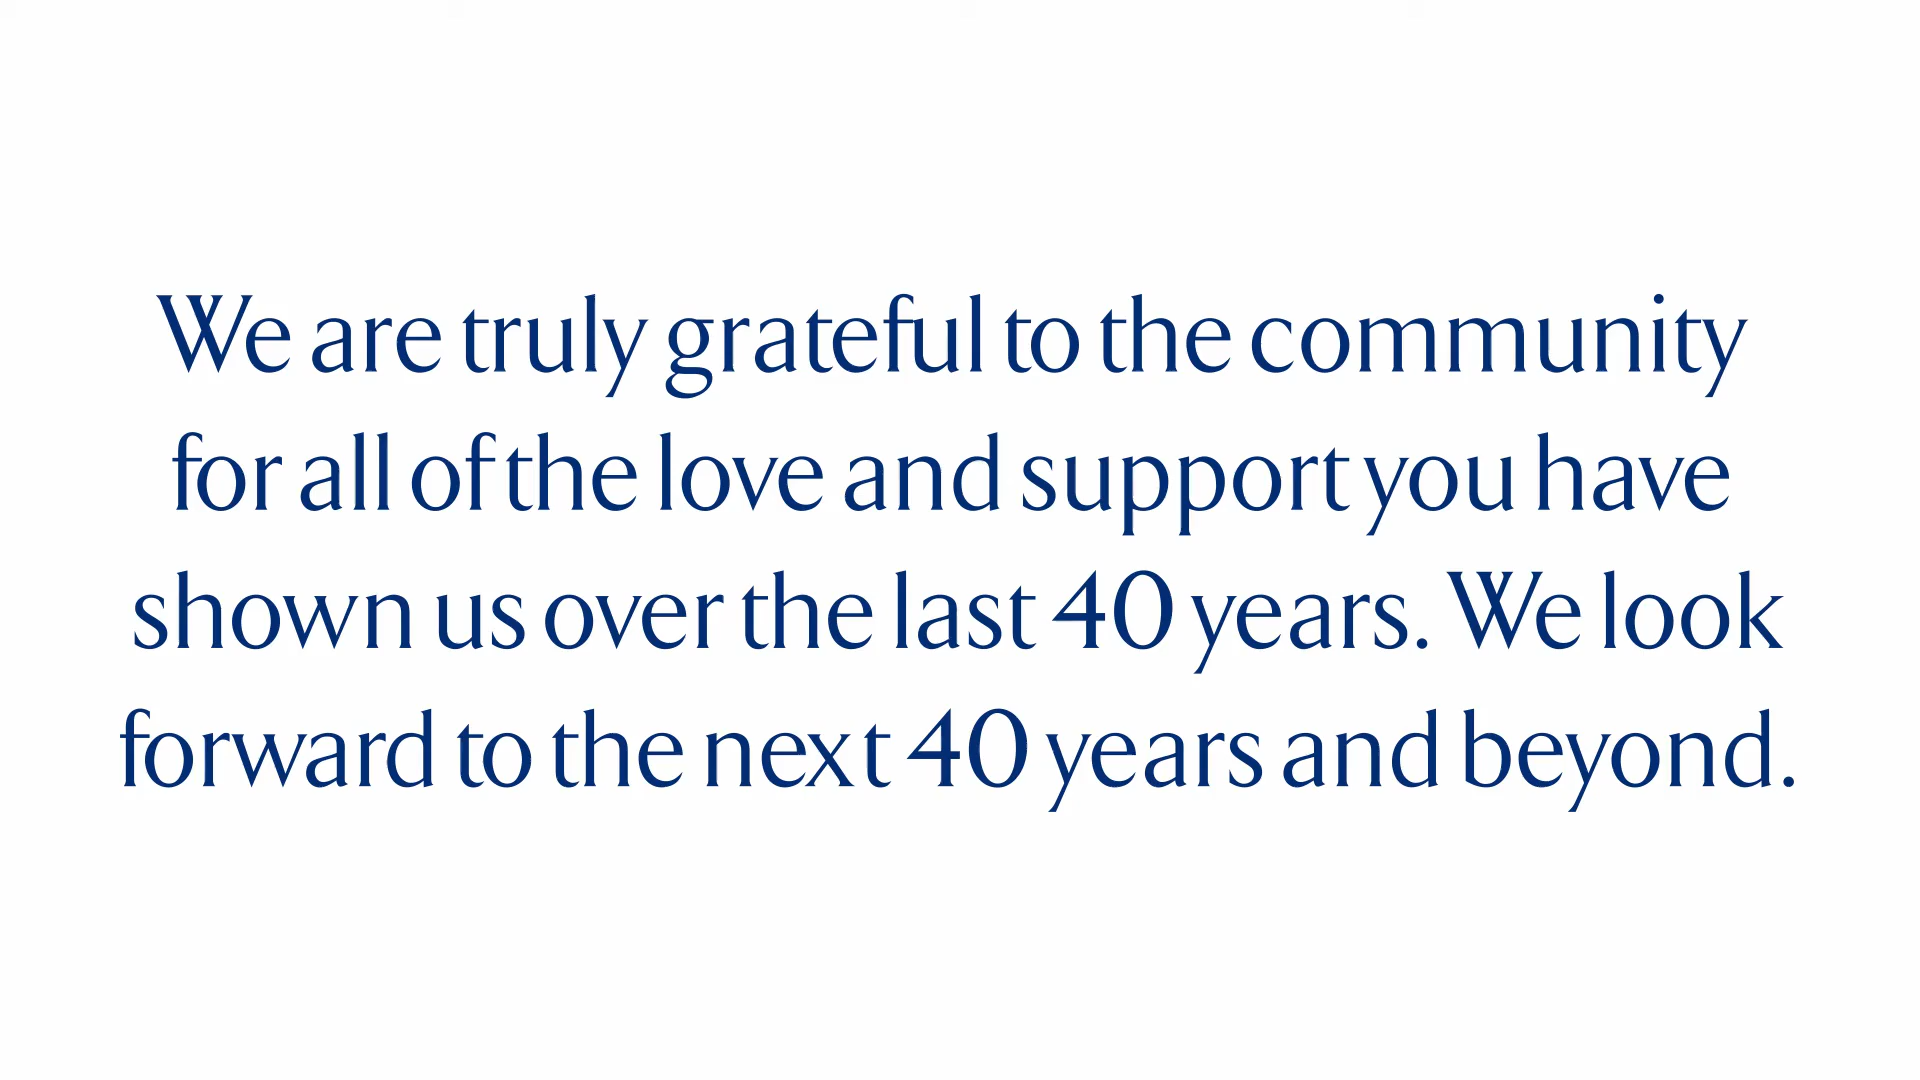 We are truly grateful to the community
for all of the love and support you have
shown us over the last 40 years. We look
forward to the next 40 years and beyond.